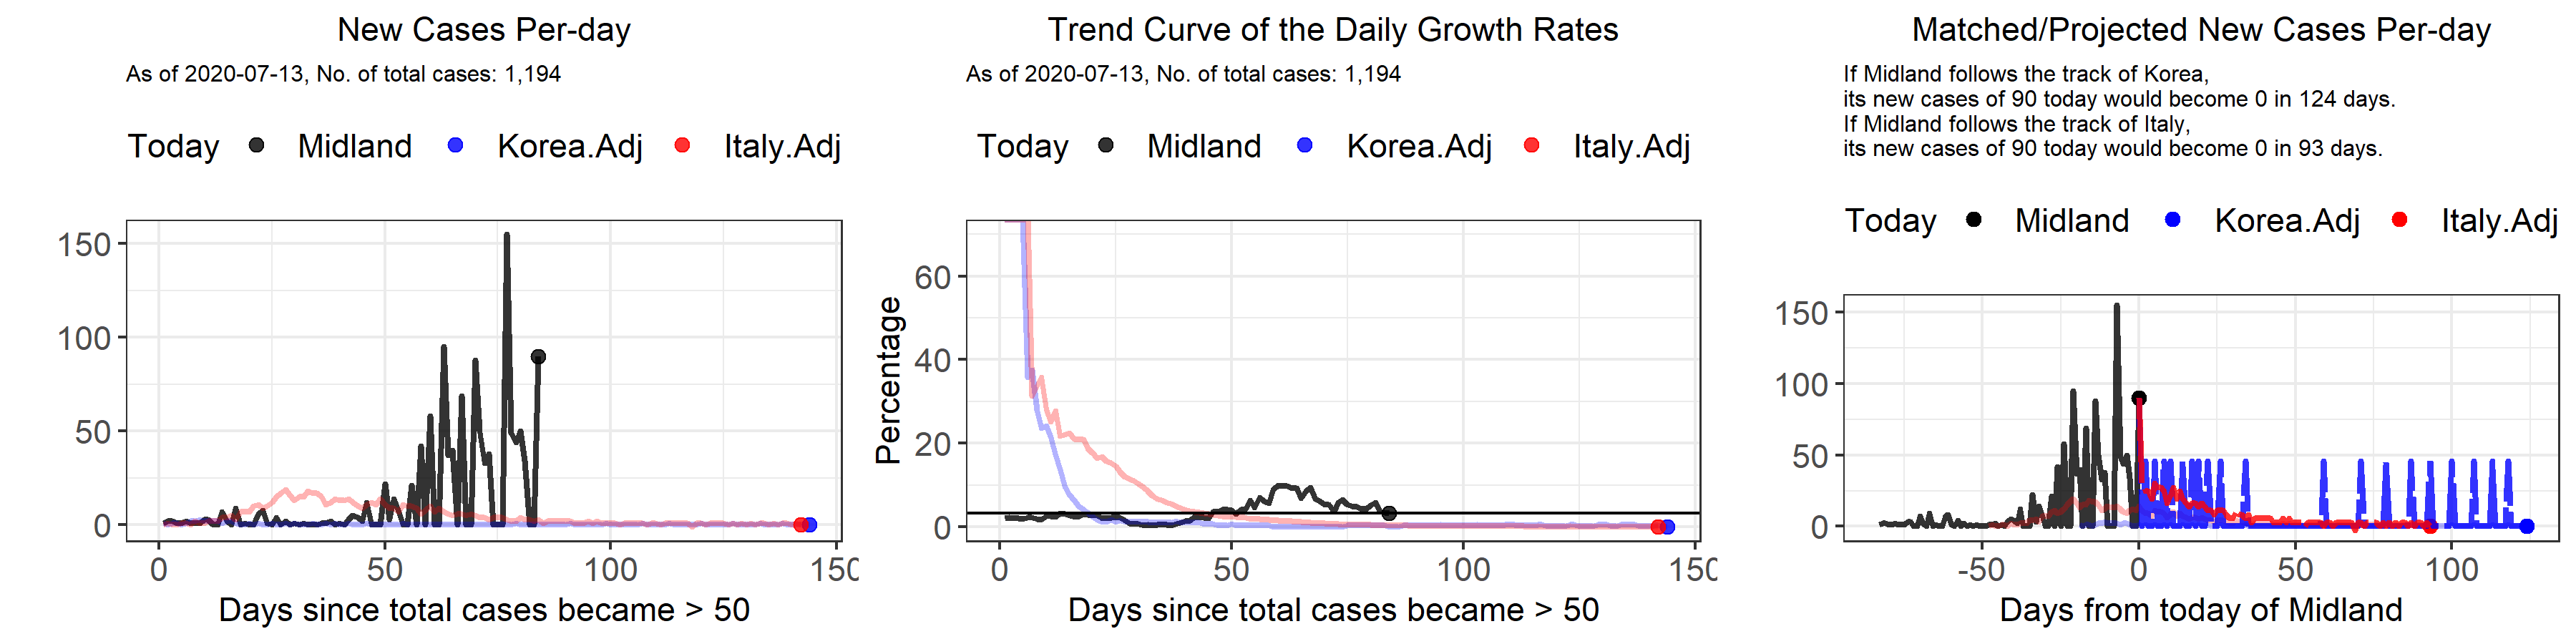 New Cases Per-day
As of 2020-07-13, No. of total cases: 1,194
Today Midland Korea.Adj Italy.Adj
150
100
50
0
0 50 100 150
Days since total cases became > 50
Trend Curve of the Daily Growth Rates
As of 2020-07-13, No. of total cases: 1,194
Today Midland Korea.Adj Italy.Adj
Percentage
60
40
20
0
0 50 100 150
Days since total cases became > 50
Matched/Projected New Cases Per-day
If Midland follows the track of Korea,
its new cases of 90 today would become 0 in 124 days.
If Midland follows the track of Italy,
its new cases of 90 today would become 0 in 93 days.
Today Midland Korea.Adj Italy.Adj
150
100
50
0
-50 0 50 100
Days from today of Midland